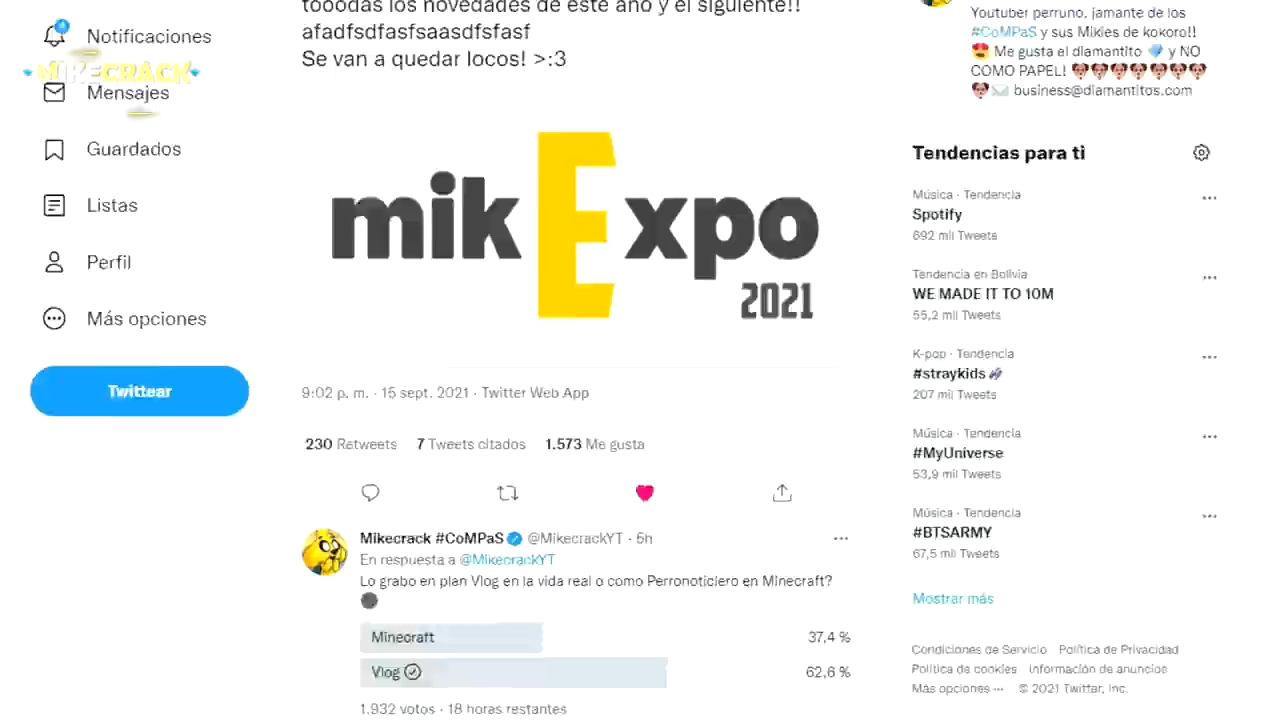 Notificaciones
MIKECRACK
Mensajes
Guardados
Listas
Perfil
Más opciones
Twittear
tooodas los novedades de este año y el siguiente!!
afadfsdfasfsaasdfsfasf
Se van a quedar locos! >:3
mikExpo
2021
9:02 p. m. · 15 sept. 2021 · Twitter Web App
230 Retweets 7 Tweets citados 1.573 Me gusta
Mikecrack #CoMPaS @MikecrackYT · 5h
En respuesta a @MikecrackYT
Lo grabo en plan Vlog en la vida real o como Perronoticiero en Minecraft?
Minecraft 37,4 %
Vlog 62,6 %
1.932 votos · 18 horas restantes
Youtuber perruno, jamante de los
#CoMPaS y sus Mikies de kokoro!!
😍 Me gusta el diamantito 💎 y NO
COMO PAPEL! 🐶🐶🐶🐶🐶🐶🐶
🐶✉️ business@diamantitos.com
Tendencias para ti
Música · Tendencia
Spotify
692 mil Tweets
Tendencia en Bolivia
WE MADE IT TO 10M
55,2 mil Tweets
K-pop · Tendencia
#straykids
207 mil Tweets
Música · Tendencia
#MyUniverse
53,9 mil Tweets
Música · Tendencia
#BTSARMY
67,5 mil Tweets
Mostrar más
Condiciones de Servicio Política de Privacidad
Política de cookies Información de anuncios
Más opciones ··· © 2021 Twitter, Inc.